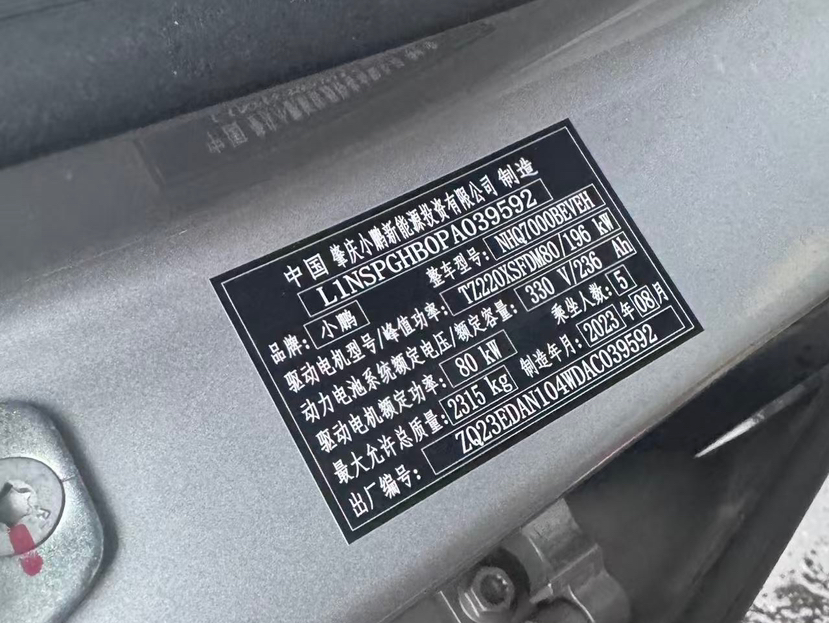 中国 肇庆小鹏新能源投资有限公司 制造
L1NSPGHB0PA039592
品牌：小鹏 整车型号：NHQ7000BEVEH
驱动电机型号/峰值功率：TZ220XSFDM80/196 kW
动力电池系统额定电压/额定容量：330 V/236 Ah
驱动电机额定功率：80 kW 乘坐人数：5
最大允许总质量：2315 kg 制造年月：2023年08月
出厂编号：ZQ23EDAN104WDAC039592